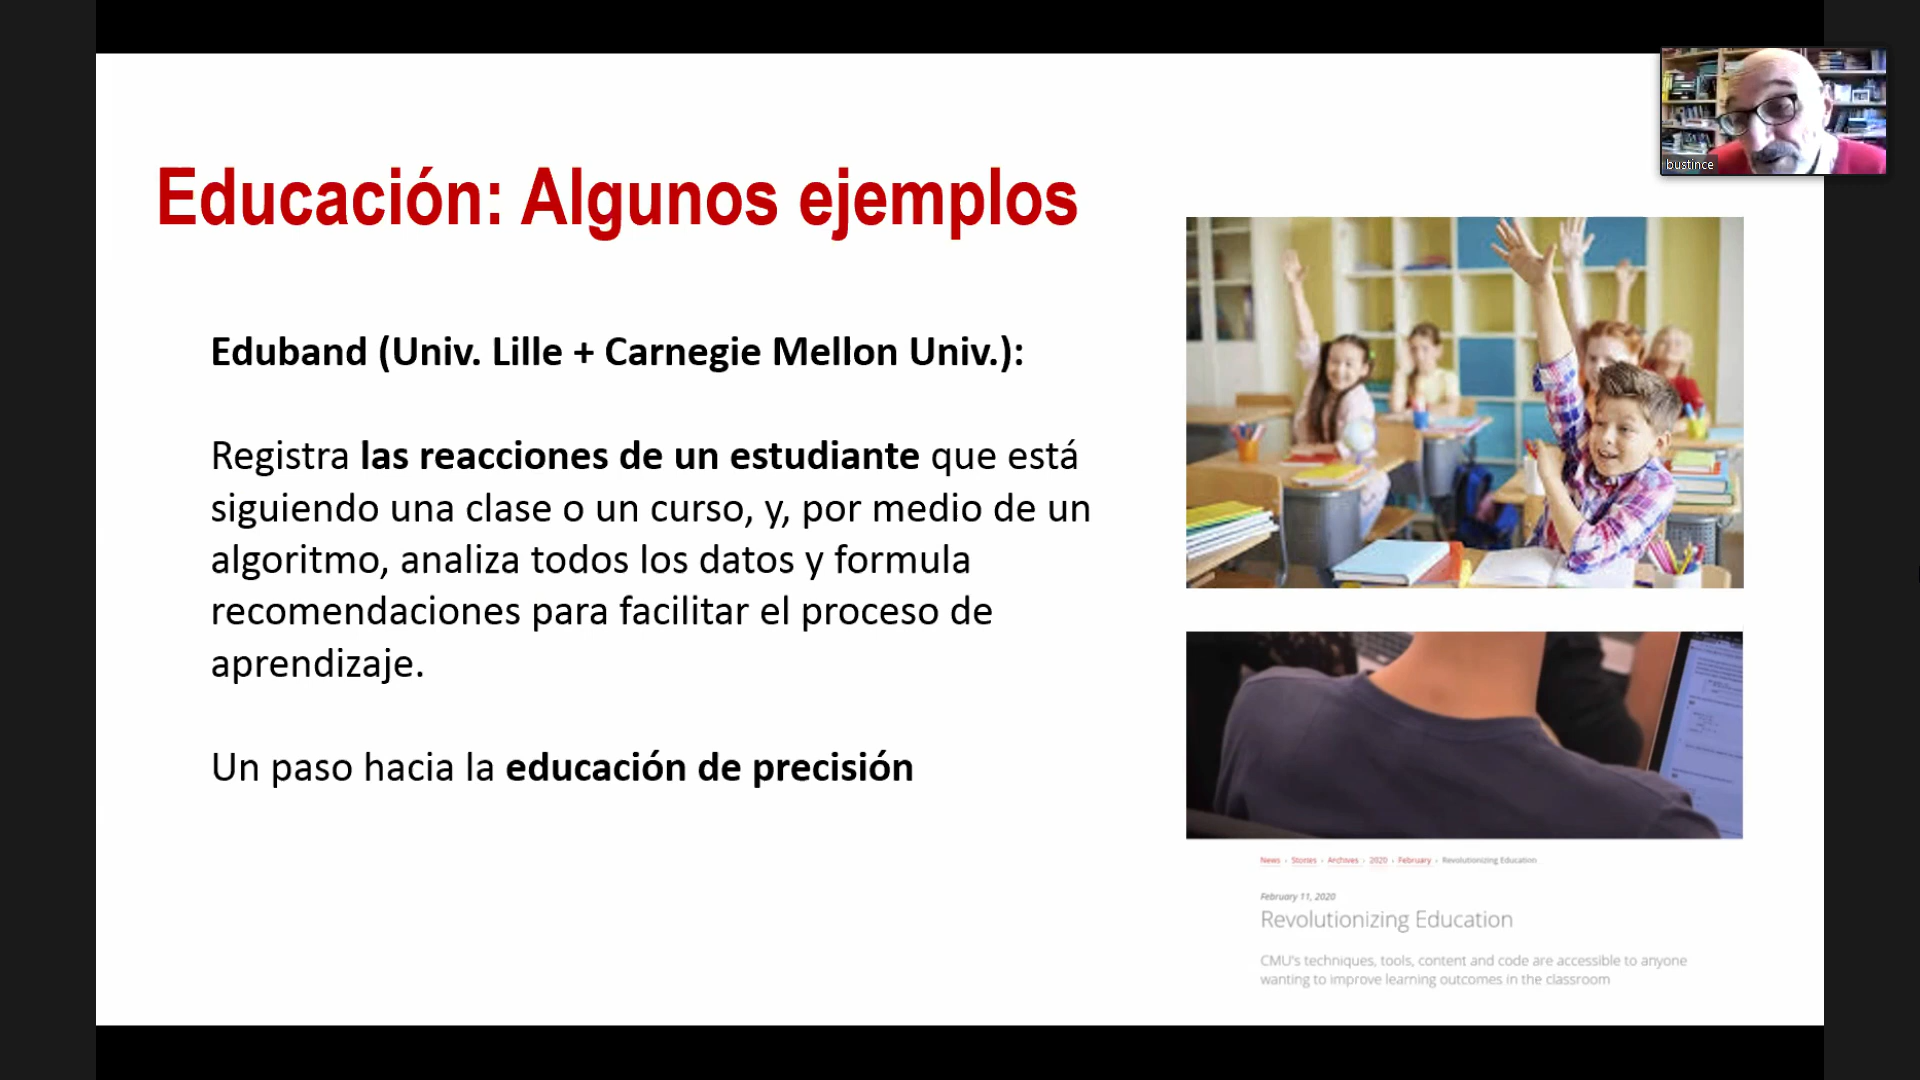 bustince
Educación: Algunos ejemplos
Eduband (Univ. Lille + Carnegie Mellon Univ.):
Registra las reacciones de un estudiante que está
siguiendo una clase o un curso, y, por medio de un
algoritmo, analiza todos los datos y formula
recomendaciones para facilitar el proceso de
aprendizaje.
Un paso hacia la educación de precisión
News › Stories › Archives › 2020 › February › Revolutionizing Education
February 11, 2020
Revolutionizing Education
CMU's techniques, tools, content and code are accessible to anyone
wanting to improve learning outcomes in the classroom